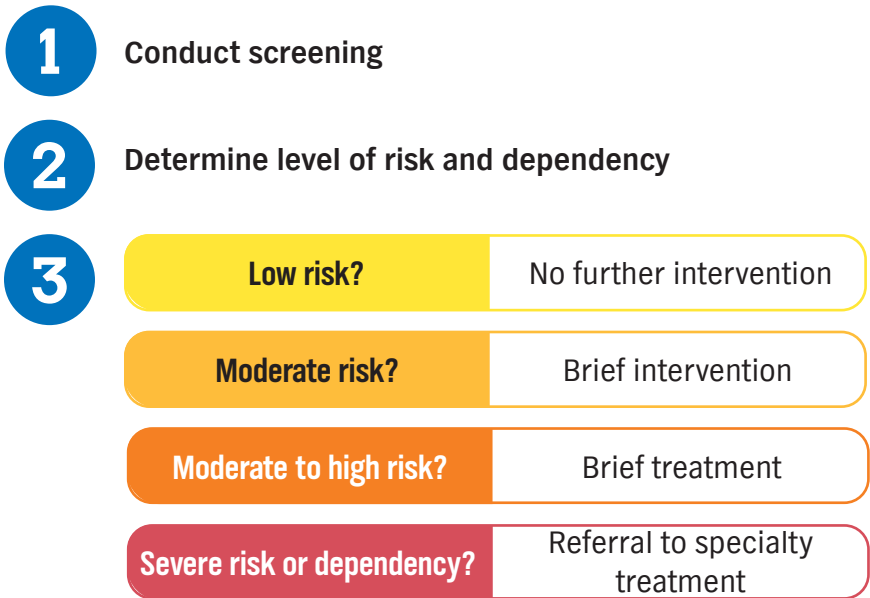 1
Conduct screening
2
Determine level of risk and dependency
3
Low risk?
No further intervention
Moderate risk?
Brief intervention
Moderate to high risk?
Brief treatment
Severe risk or dependency?
Referral to specialty
treatment